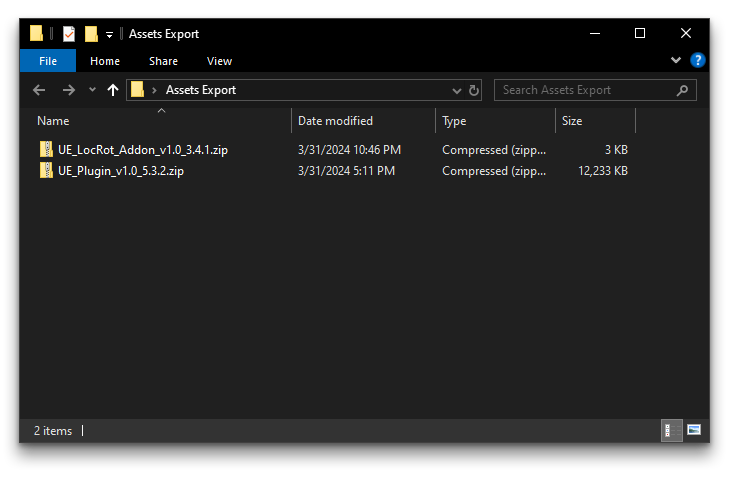 Assets Export
File Home Share View
Assets Export Search Assets Export
Name Date modified Type Size
UE_LocRot_Addon_v1.0_3.4.1.zip 3/31/2024 10:46 PM Compressed (zipp... 3 KB
UE_Plugin_v1.0_5.3.2.zip 3/31/2024 5:11 PM Compressed (zipp... 12,233 KB
2 items